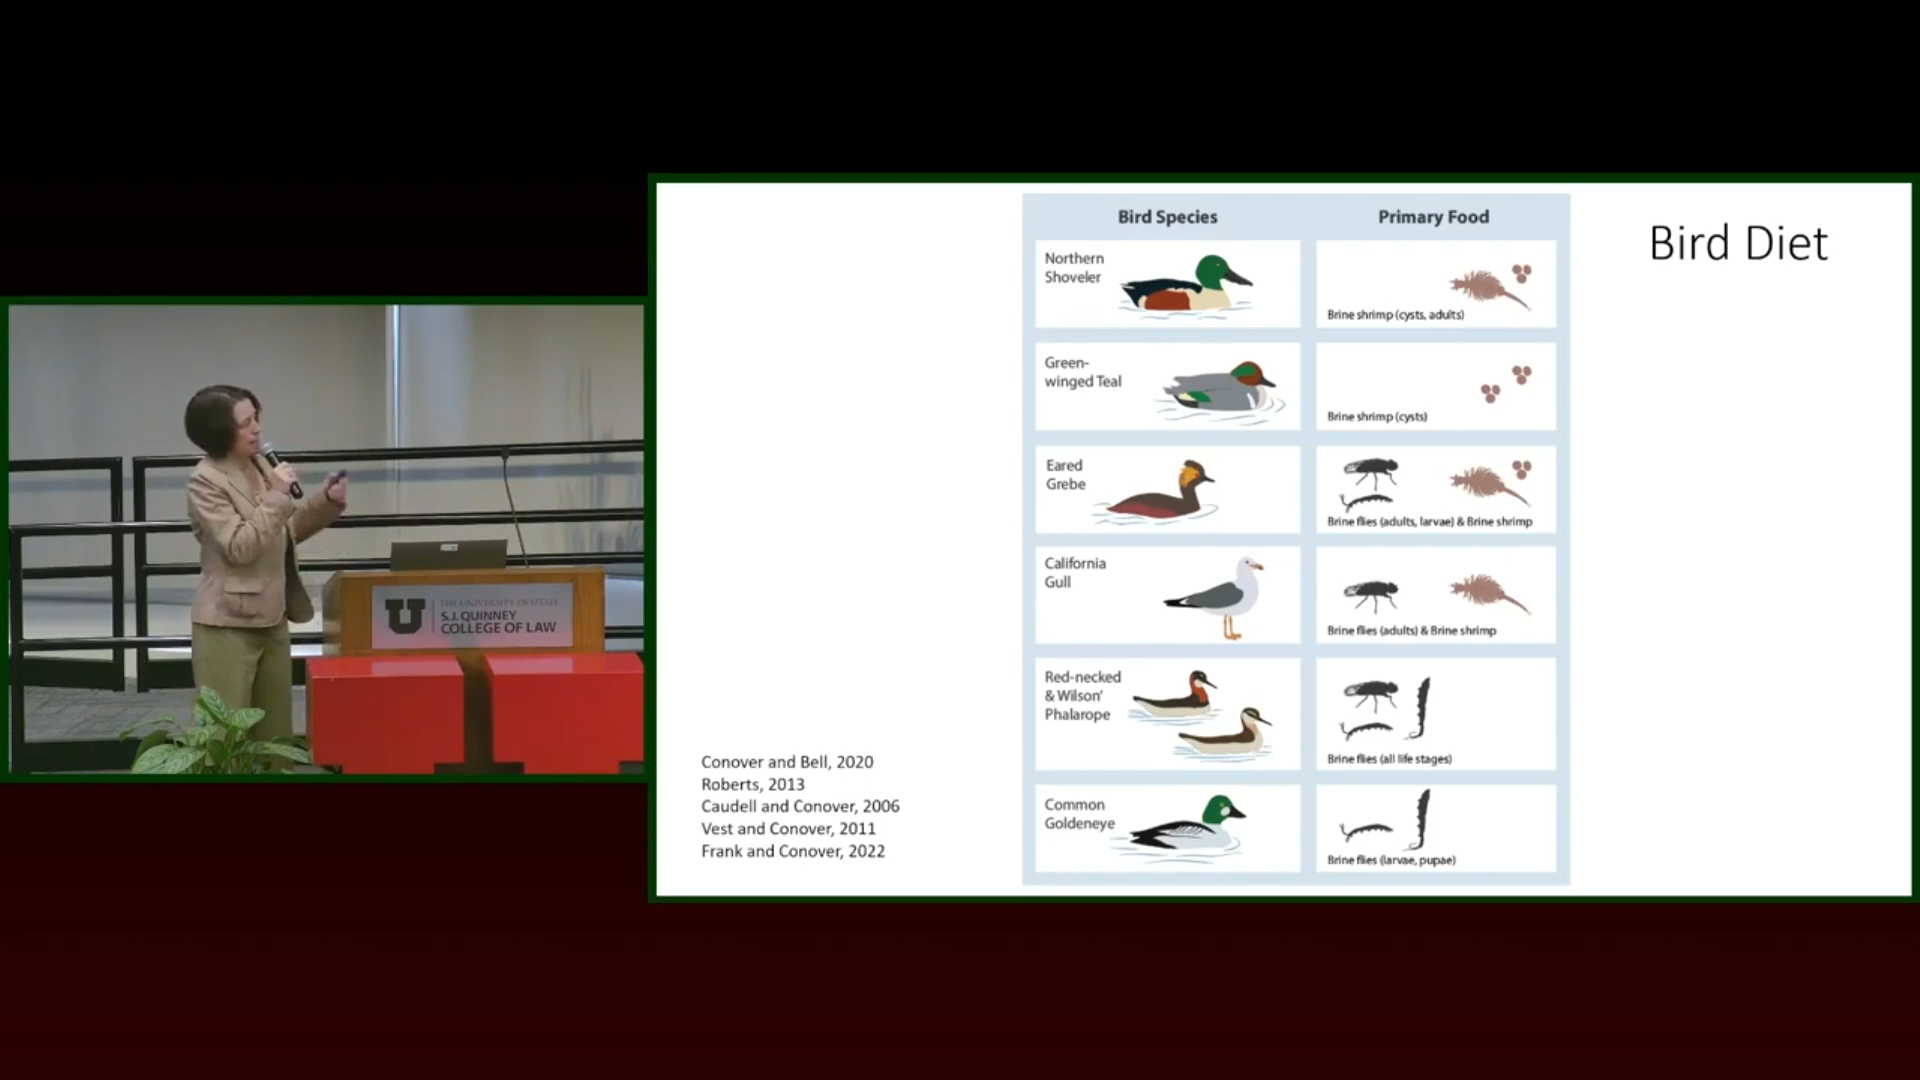 THE UNIVERSITY OF UTAH
S.J. QUINNEY
COLLEGE OF LAW
Bird Diet
Bird Species
Primary Food
Northern
Shoveler
Brine shrimp (cysts, adults)
Green-
winged Teal
Brine shrimp (cysts)
Eared
Grebe
Brine flies (adults, larvae) & Brine shrimp
California
Gull
Brine flies (adults) & Brine shrimp
Red-necked
& Wilson'
Phalarope
Brine flies (all life stages)
Common
Goldeneye
Brine flies (larvae, pupae)
Conover and Bell, 2020
Roberts, 2013
Caudell and Conover, 2006
Vest and Conover, 2011
Frank and Conover, 2022